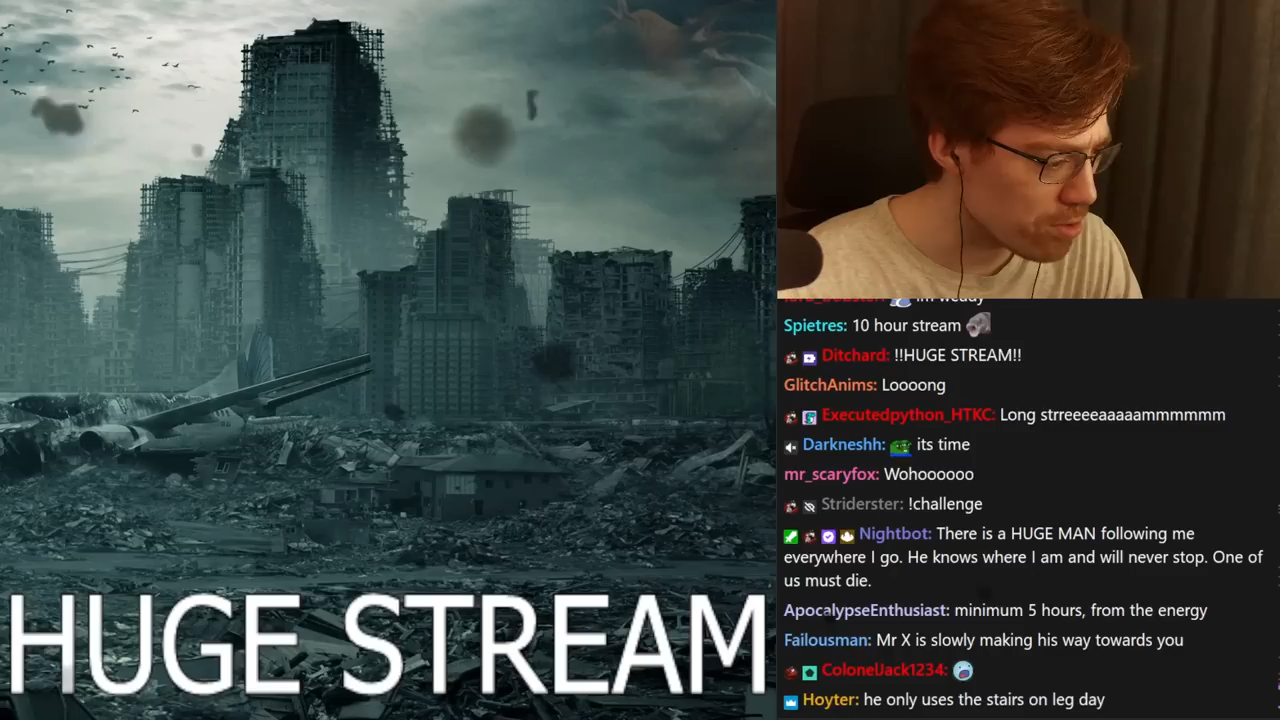 HUGE STREAM
Spietres: 10 hour stream
Ditchard: !!HUGE STREAM!!
GlitchAnims: Loooong
Executedpython_HTKC: Long strreeeeaaaaammmmmm
Darkneshh: its time
mr_scaryfox: Wohoooooo
Striderster: !challenge
Nightbot: There is a HUGE MAN following me
everywhere I go. He knows where I am and will never stop. One of
us must die.
ApocalypseEnthusiast: minimum 5 hours, from the energy
Failousman: Mr X is slowly making his way towards you
ColonelJack1234:
Hoyter: he only uses the stairs on leg day